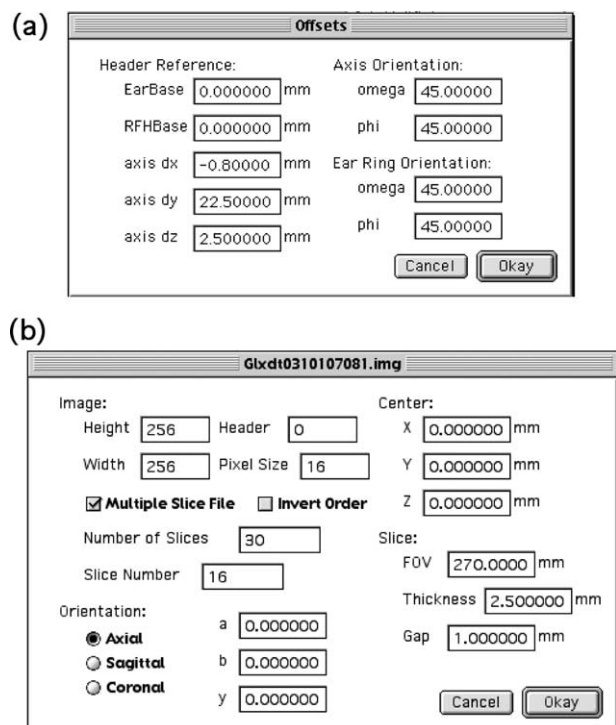 (a)
Offsets
Header Reference:
EarBase 0.000000 mm
RFHBase 0.000000 mm
axis dx -0.80000 mm
axis dy 22.50000 mm
axis dz 2.500000 mm
Axis Orientation:
omega 45.00000
phi 45.00000
Ear Ring Orientation:
omega 45.00000
phi 45.00000
Cancel Okay
(b)
Glxdt0310107081.img
Image:
Height 256 Header 0
Width 256 Pixel Size 16
Multiple Slice File Invert Order
Number of Slices 30
Slice Number 16
Orientation:
Axial
Sagittal
Coronal
a 0.000000
b 0.000000
y 0.000000
Center:
X 0.000000 mm
Y 0.000000 mm
Z 0.000000 mm
Slice:
FOV 270.0000 mm
Thickness 2.500000 mm
Gap 1.000000 mm
Cancel Okay